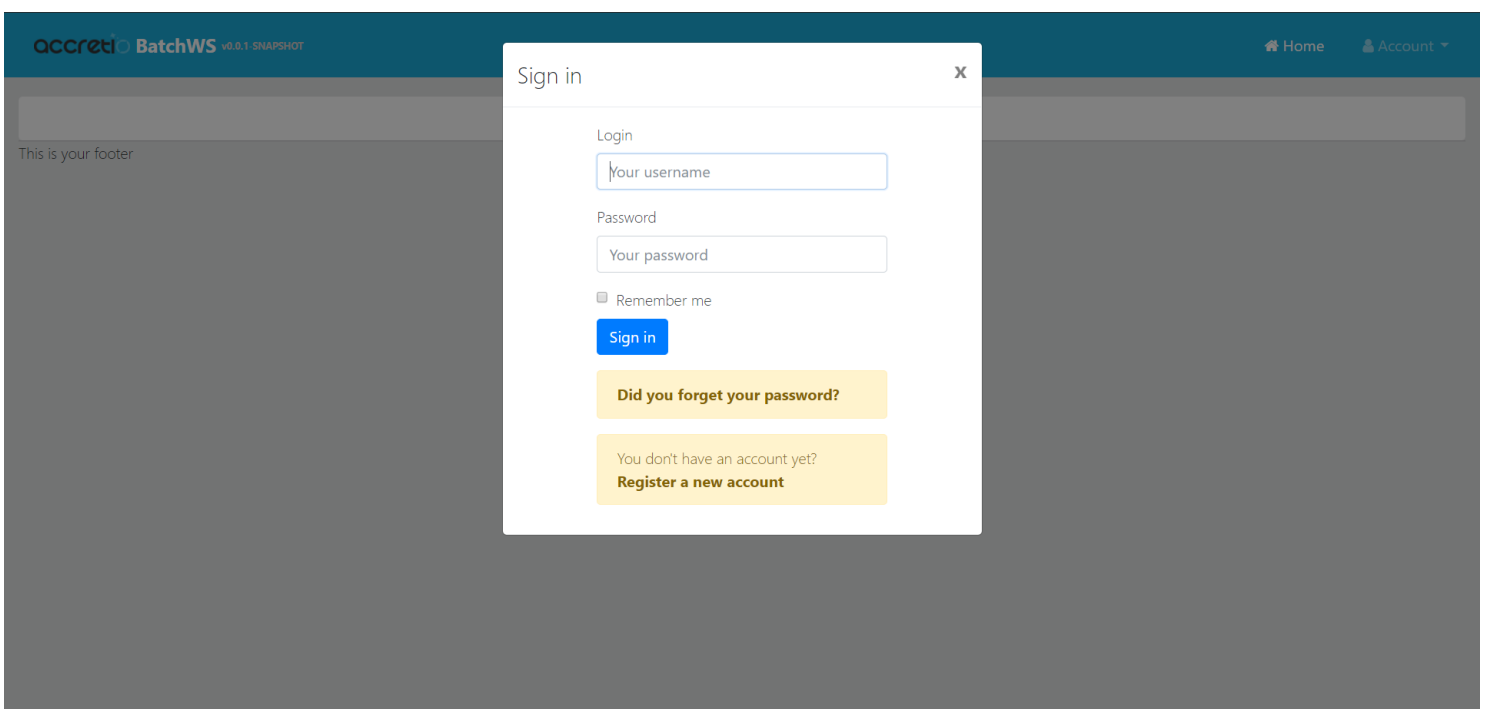 accretio BatchWS v0.0.1-SNAPSHOT
Home
Account
Sign in
x
Login
Your username
Password
Your password
Remember me
Sign in
Did you forget your password?
You don't have an account yet?
Register a new account
This is your footer